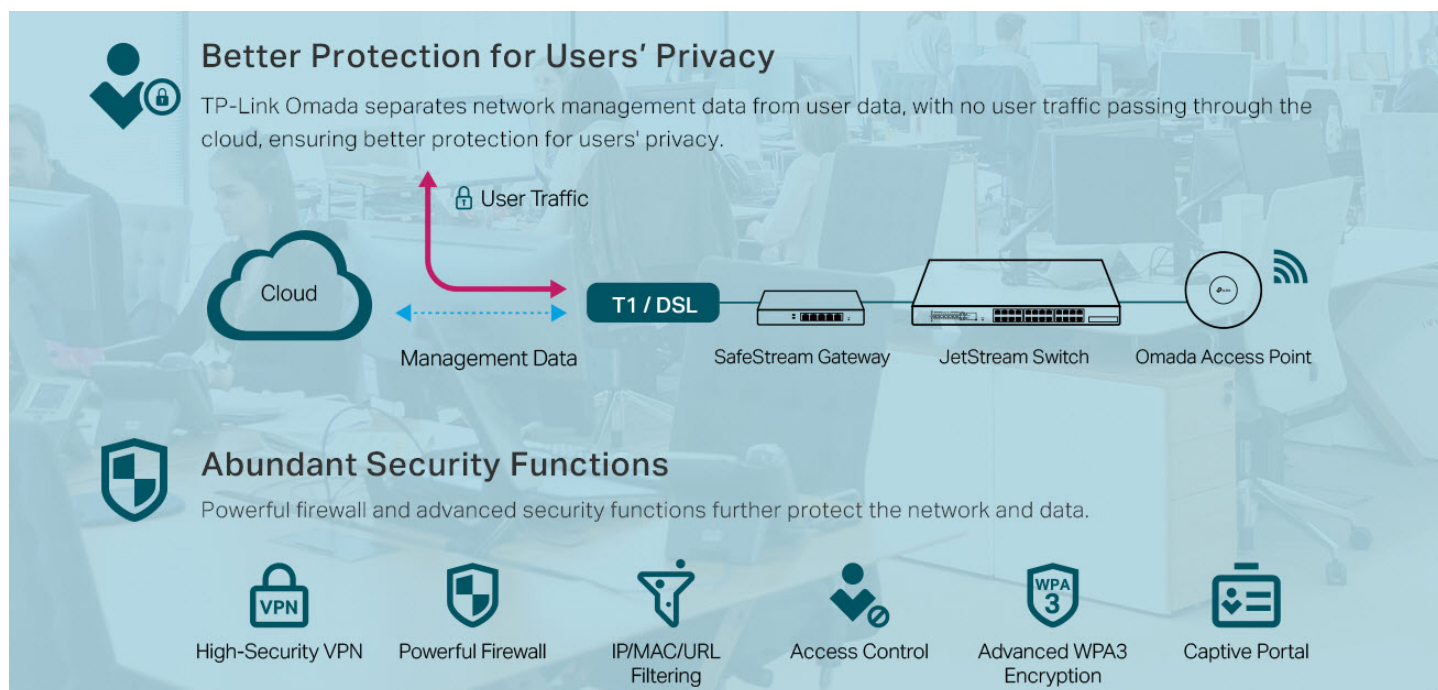 Better Protection for Users' Privacy
TP-Link Omada separates network management data from user data, with no user traffic passing through the
cloud, ensuring better protection for users' privacy.
User Traffic
Cloud
T1 / DSL
Management Data
SafeStream Gateway
JetStream Switch
Omada Access Point
Abundant Security Functions
Powerful firewall and advanced security functions further protect the network and data.
VPN
WPA
3
High-Security VPN
Powerful Firewall
IP/MAC/URL
Filtering
Access Control
Advanced WPA3
Encryption
Captive Portal